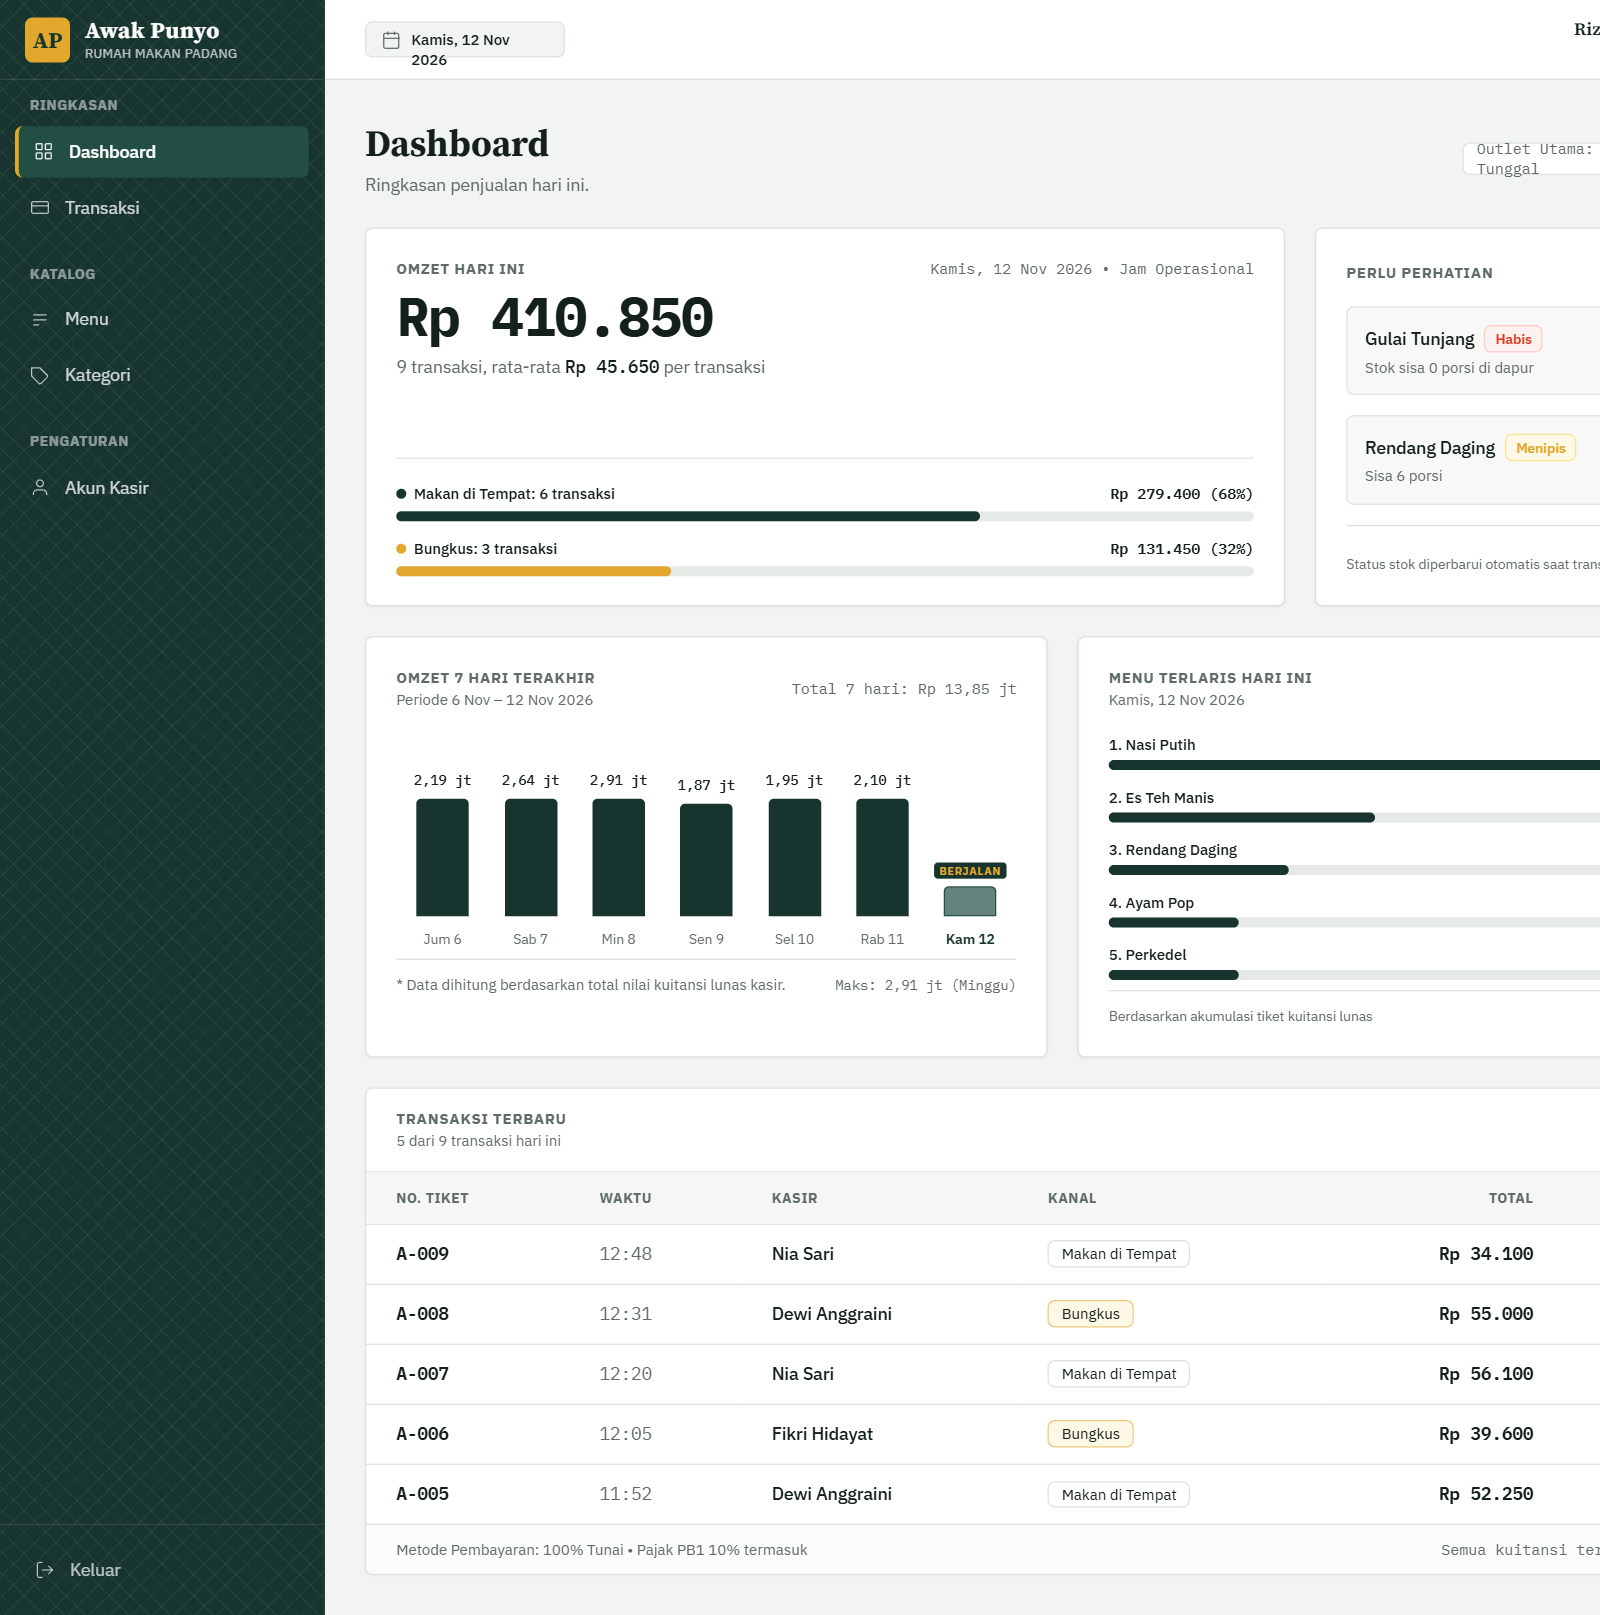 AP
Awak Punyo
RUMAH MAKAN PADANG
RINGKASAN
Dashboard
Transaksi
KATALOG
Menu
Kategori
PENGATURAN
Akun Kasir
Keluar
Kamis, 12 Nov
2026
Riz
Dashboard
Ringkasan penjualan hari ini.
Outlet Utama:
Tunggal
OMZET HARI INI
Kamis, 12 Nov 2026 • Jam Operasional
Rp 410.850
9 transaksi, rata-rata Rp 45.650 per transaksi
Makan di Tempat: 6 transaksi
Rp 279.400 (68%)
Bungkus: 3 transaksi
Rp 131.450 (32%)
PERLU PERHATIAN
Gulai Tunjang Habis
Stok sisa 0 porsi di dapur
Rendang Daging Menipis
Sisa 6 porsi
Status stok diperbarui otomatis saat trans
OMZET 7 HARI TERAKHIR
Periode 6 Nov – 12 Nov 2026
Total 7 hari: Rp 13,85 jt
2,19 jt 2,64 jt 2,91 jt 1,87 jt 1,95 jt 2,10 jt
BERJALAN
Jum 6 Sab 7 Min 8 Sen 9 Sel 10 Rab 11 Kam 12
* Data dihitung berdasarkan total nilai kuitansi lunas kasir.
Maks: 2,91 jt (Minggu)
MENU TERLARIS HARI INI
Kamis, 12 Nov 2026
1. Nasi Putih
2. Es Teh Manis
3. Rendang Daging
4. Ayam Pop
5. Perkedel
Berdasarkan akumulasi tiket kuitansi lunas
TRANSAKSI TERBARU
5 dari 9 transaksi hari ini
NO. TIKET WAKTU KASIR KANAL TOTAL
A-009 12:48 Nia Sari Makan di Tempat Rp 34.100
A-008 12:31 Dewi Anggraini Bungkus Rp 55.000
A-007 12:20 Nia Sari Makan di Tempat Rp 56.100
A-006 12:05 Fikri Hidayat Bungkus Rp 39.600
A-005 11:52 Dewi Anggraini Makan di Tempat Rp 52.250
Metode Pembayaran: 100% Tunai • Pajak PB1 10% termasuk
Semua kuitansi ter